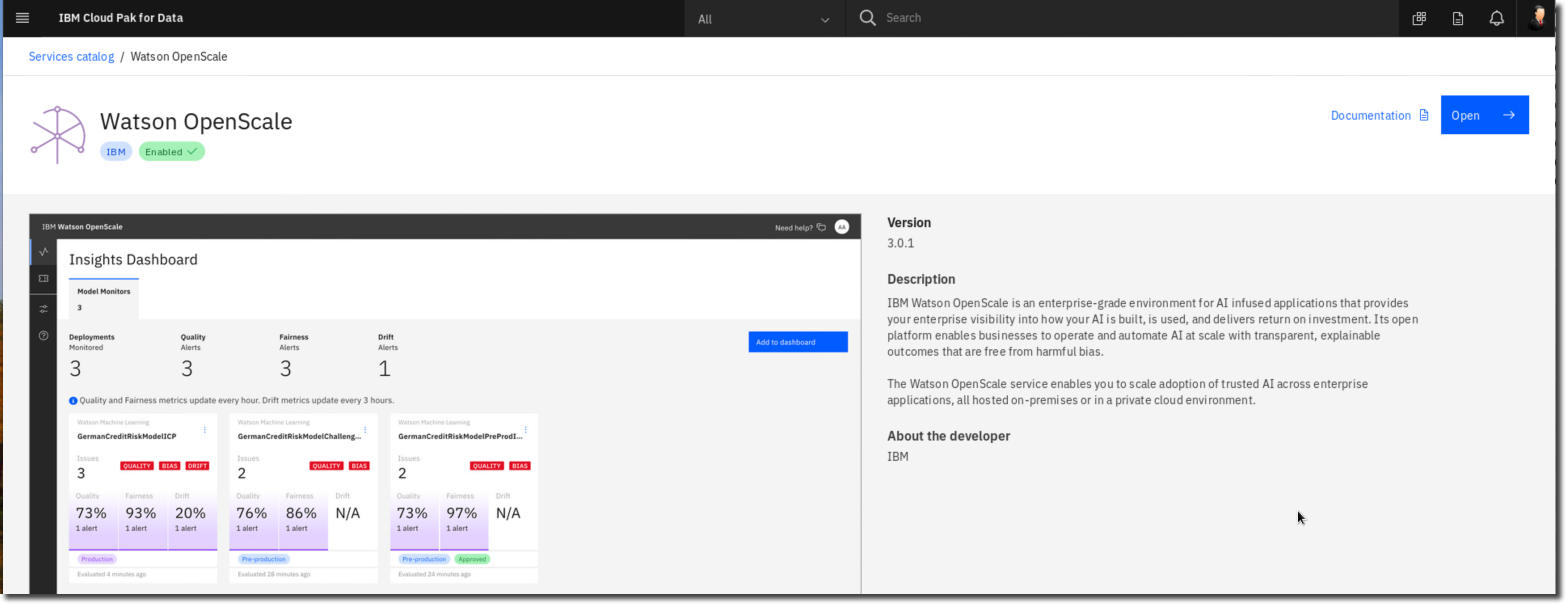 IBM Cloud Pak for Data
All
Search
Services catalog / Watson OpenScale
Watson OpenScale
IBM
Enabled
Documentation
Open
IBM Watson OpenScale
Need help?
AA
Insights Dashboard
Model Monitors
3
Deployments
Monitored
3
Quality
Alerts
3
Fairness
Alerts
3
Drift
Alerts
1
Add to dashboard
Quality and Fairness metrics update every hour. Drift metrics update every 3 hours.
Watson Machine Learning
GermanCreditRiskModelICP
Issues
3
QUALITY BIAS DRIFT
Quality Fairness Drift
73% 93% 20%
1 alert 1 alert 1 alert
Production
Evaluated 4 minutes ago
Watson Machine Learning
GermanCreditRiskModelChalleng...
Issues
2
QUALITY BIAS
Quality Fairness Drift
76% 86% N/A
1 alert 1 alert
Pre-production
Evaluated 28 minutes ago
Watson Machine Learning
GermanCreditRiskModelPreProdI...
Issues
2
QUALITY BIAS
Quality Fairness Drift
73% 97% N/A
1 alert 1 alert
Pre-production Approved
Evaluated 24 minutes ago
Version
3.0.1
Description
IBM Watson OpenScale is an enterprise-grade environment for AI infused applications that provides
your enterprise visibility into how your AI is built, is used, and delivers return on investment. Its open
platform enables businesses to operate and automate AI at scale with transparent, explainable
outcomes that are free from harmful bias.
The Watson OpenScale service enables you to scale adoption of trusted AI across enterprise
applications, all hosted on-premises or in a private cloud environment.
About the developer
IBM